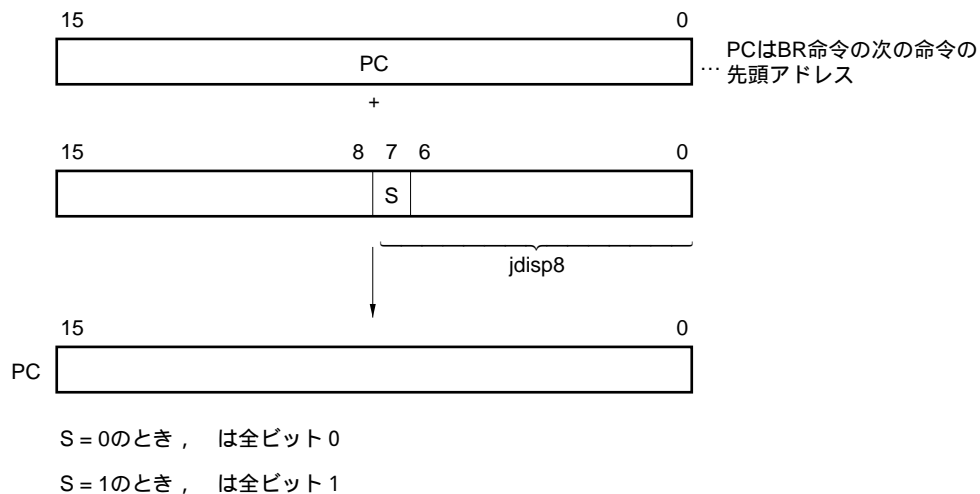 15 0
PC
… PCはBR命令の次の命令の
先頭アドレス
+
15 8 7 6 0
S
jdisp8
15 0
PC
S = 0のとき， は全ビット 0
S = 1のとき， は全ビット 1